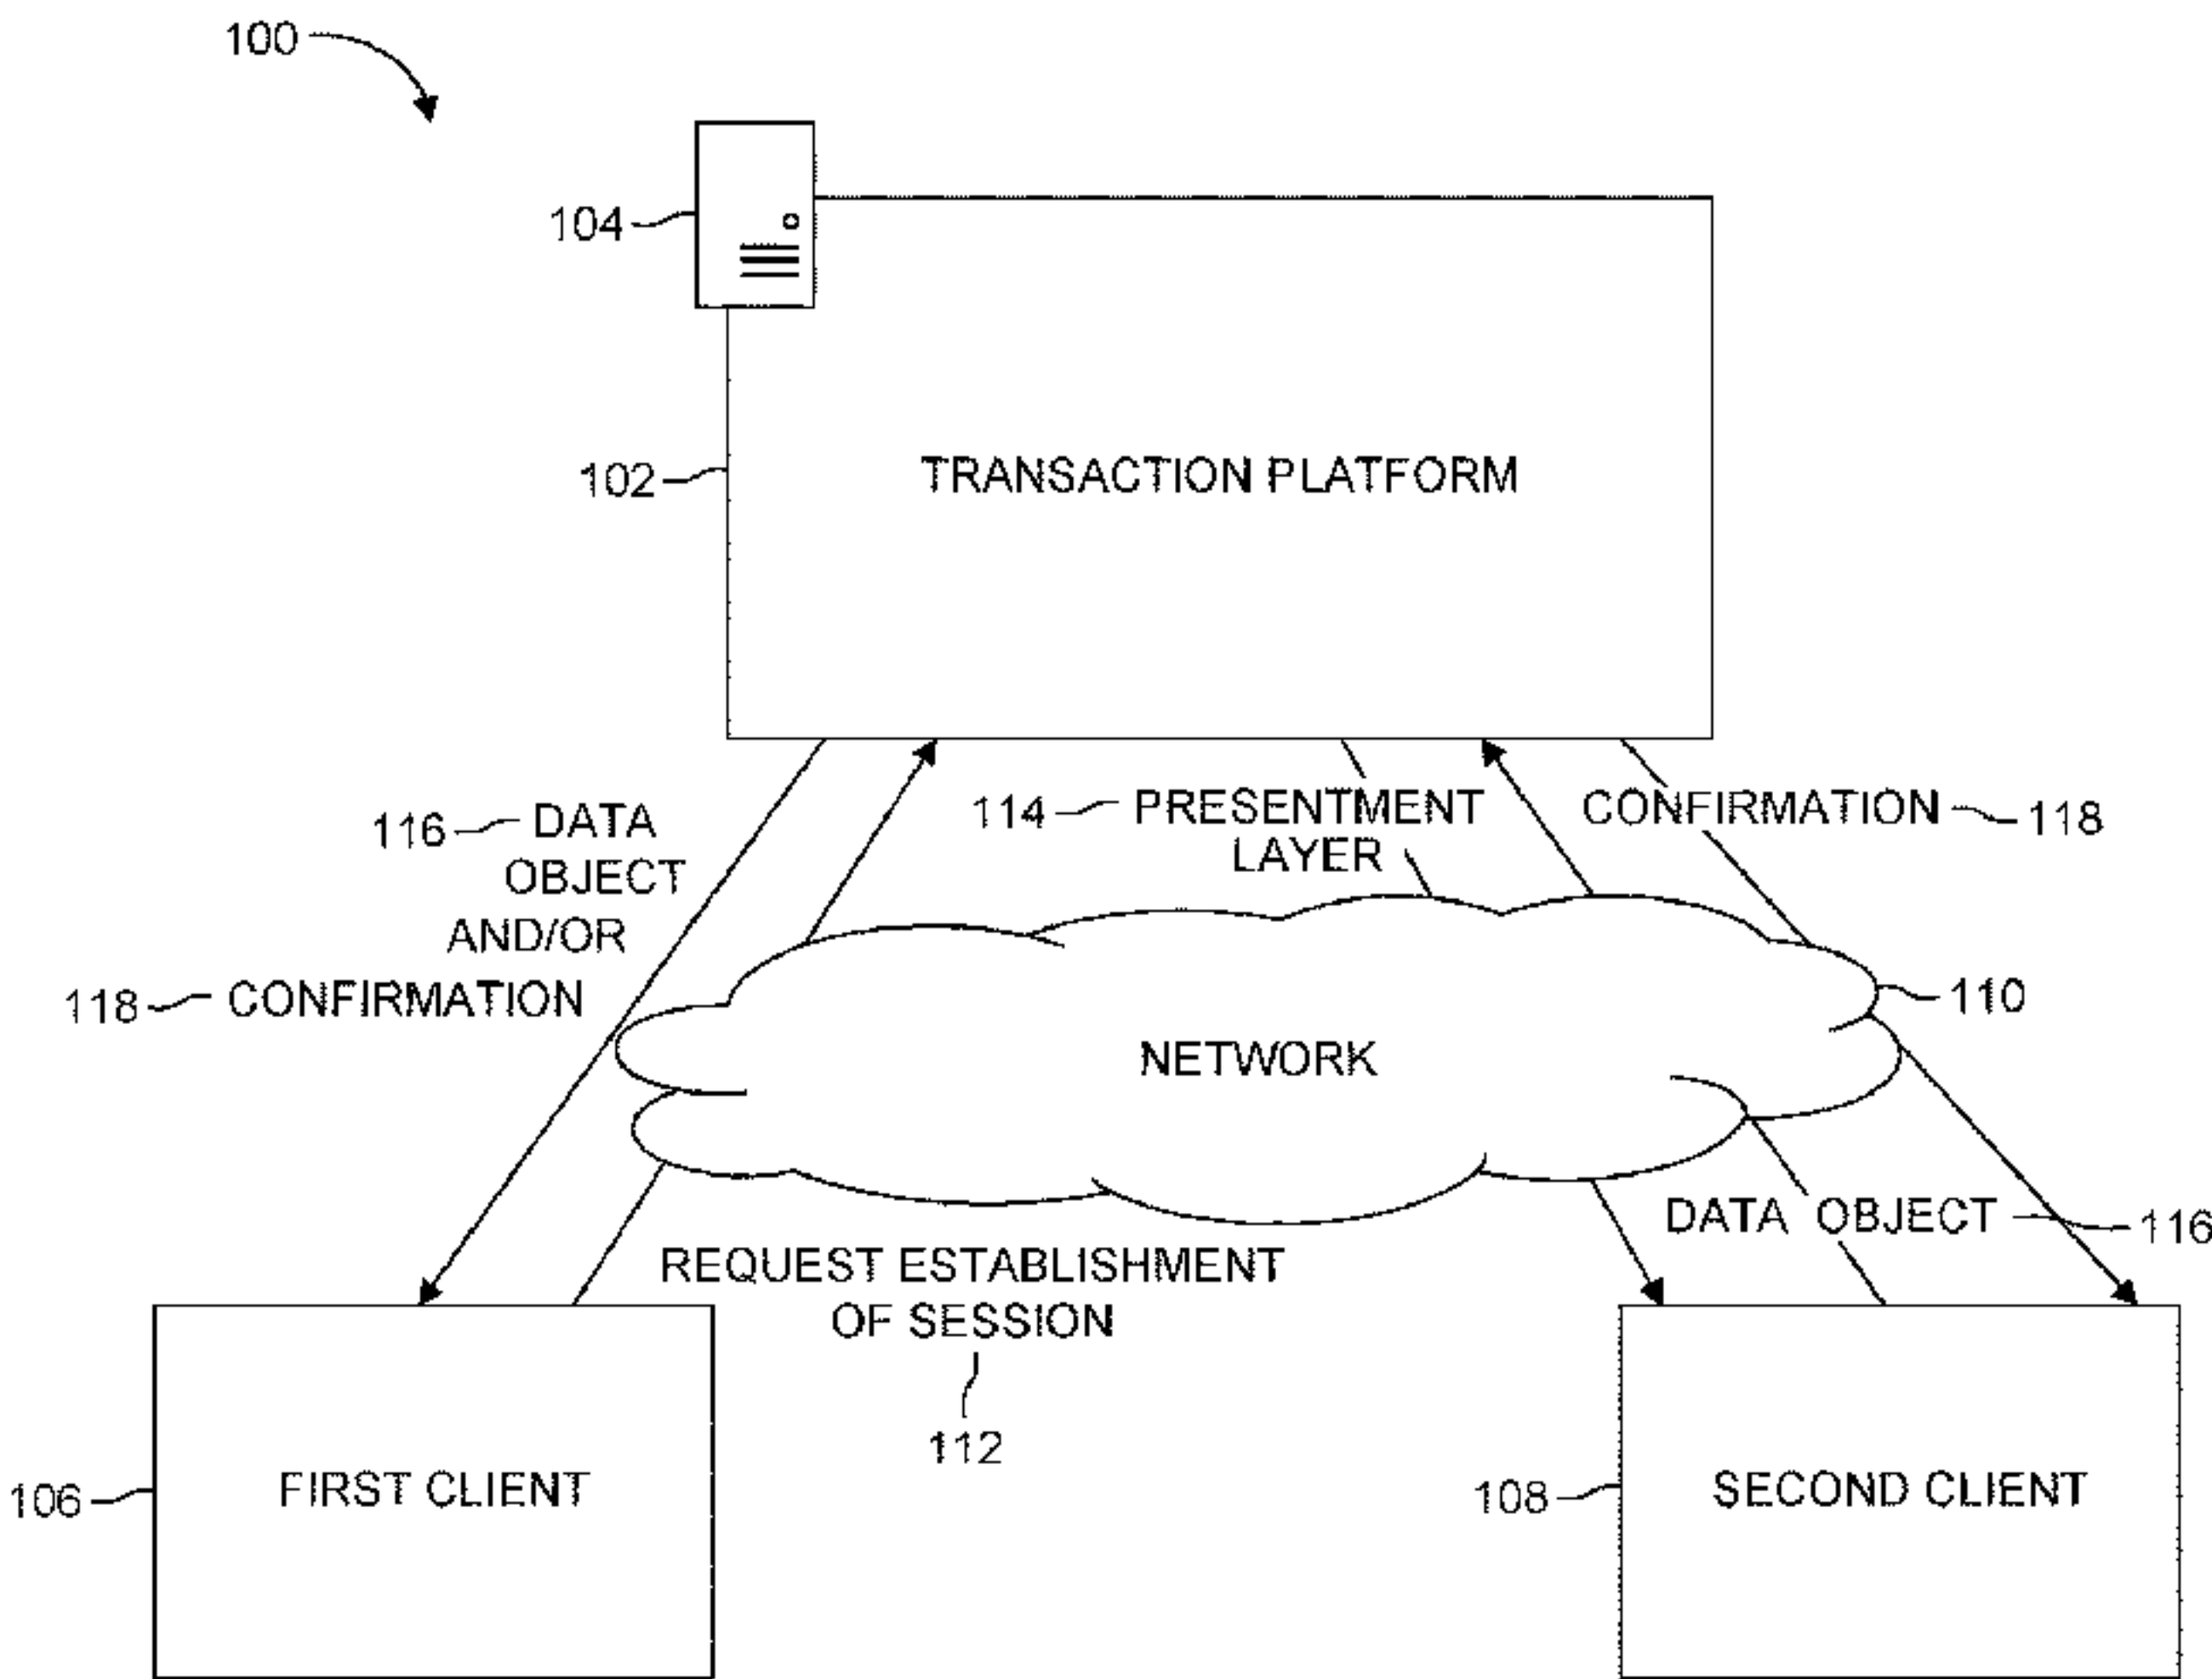 100
104
102
TRANSACTION PLATFORM
116 DATA
OBJECT
AND/OR
118 CONFIRMATION
114 PRESENTMENT
LAYER
CONFIRMATION 118
110
NETWORK
DATA OBJECT 116
REQUEST ESTABLISHMENT
OF SESSION
112
106
FIRST CLIENT
108
SECOND CLIENT